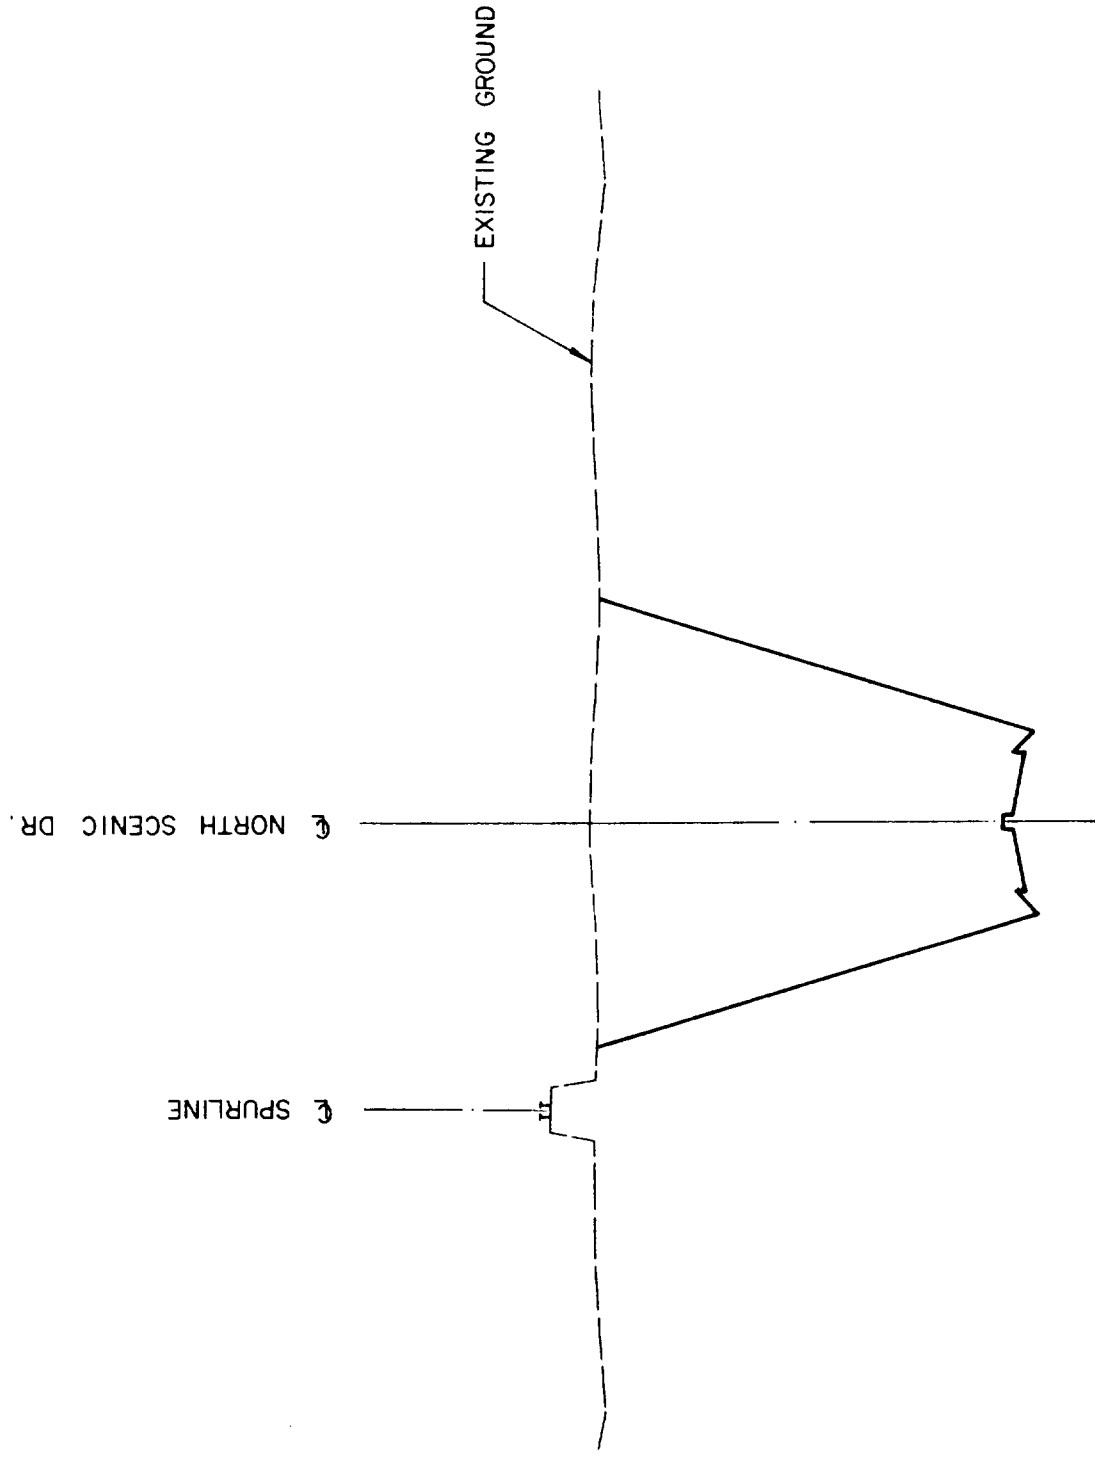 EXISTING GROUND
℄ NORTH SCENIC DR.
℄ SPURLINE